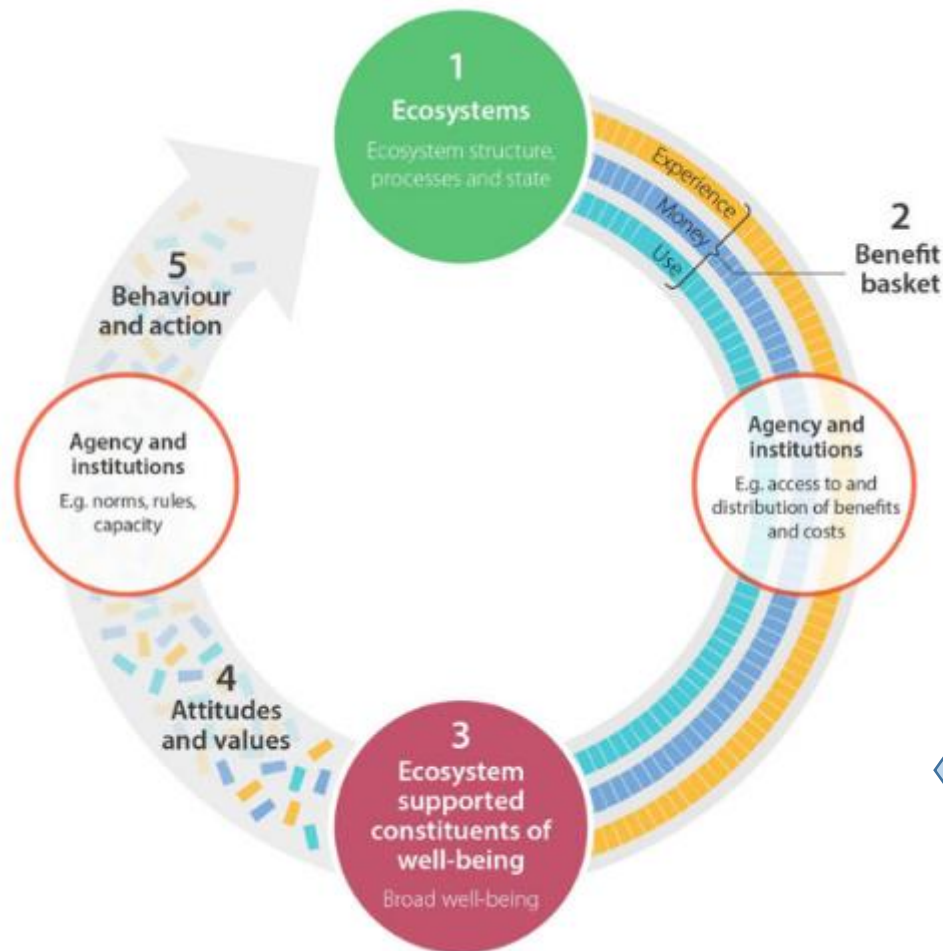 1
Ecosystems
Ecosystem structure,
processes and state
Experience
Money
Use
2
Benefit
basket
Agency and
institutions
E.g. access to and
distribution of benefits
and costs
3
Ecosystem
supported
constituents of
well-being
Broad well-being
4
Attitudes
and values
Agency and
institutions
E.g. norms, rules,
capacity
5
Behaviour
and action